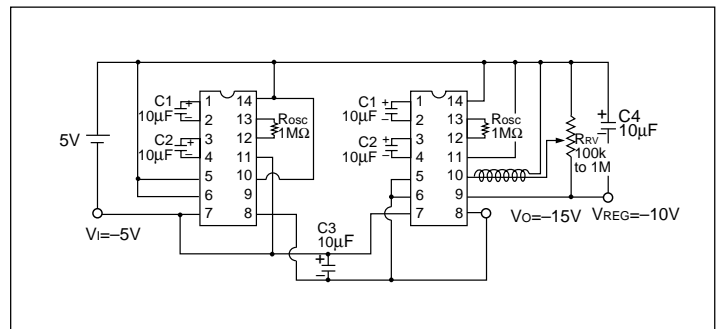 5V
VI=–5V
C1
10µF
+
–
C2
10µF
+
–
1
2
3
4
5
6
7
14
13
12
11
10
9
8
Rosc
1MΩ
C3
10µF
+
–
C1
10µF
+
–
C2
10µF
+
–
1
2
3
4
5
6
7
14
13
12
11
10
9
8
Rosc
1MΩ
RRV
100k
to 1M
+
–
C4
10µF
VO=–15V
VREG=–10V